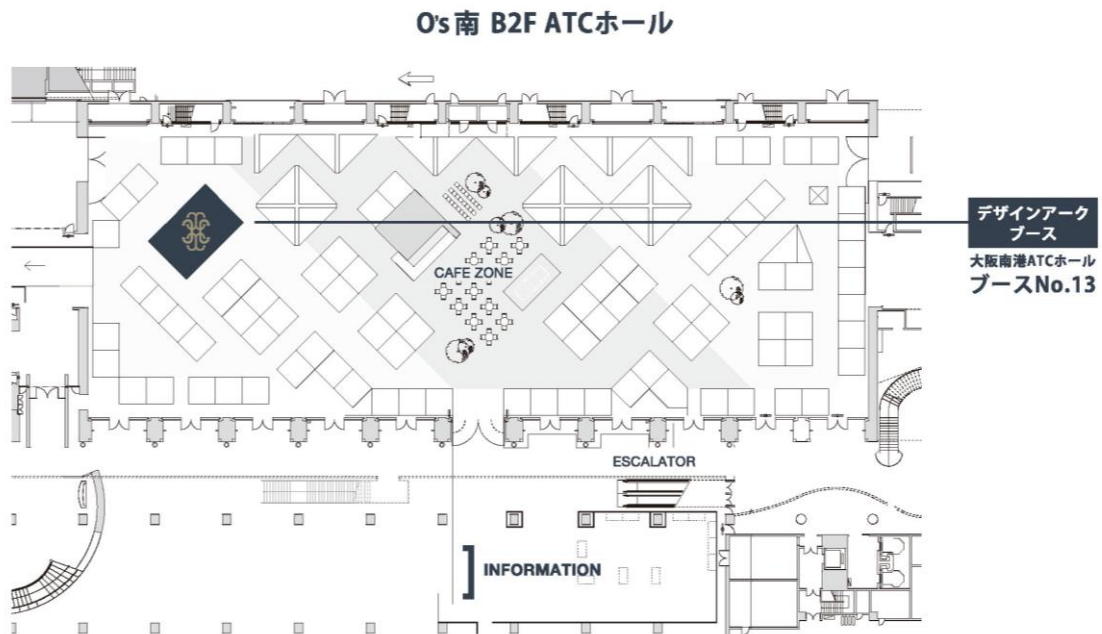 O's南 B2F ATCホール
デザインアーク
ブース
大阪南港ATCホール
ブースNo.13
CAFE ZONE
ESCALATOR
INFORMATION